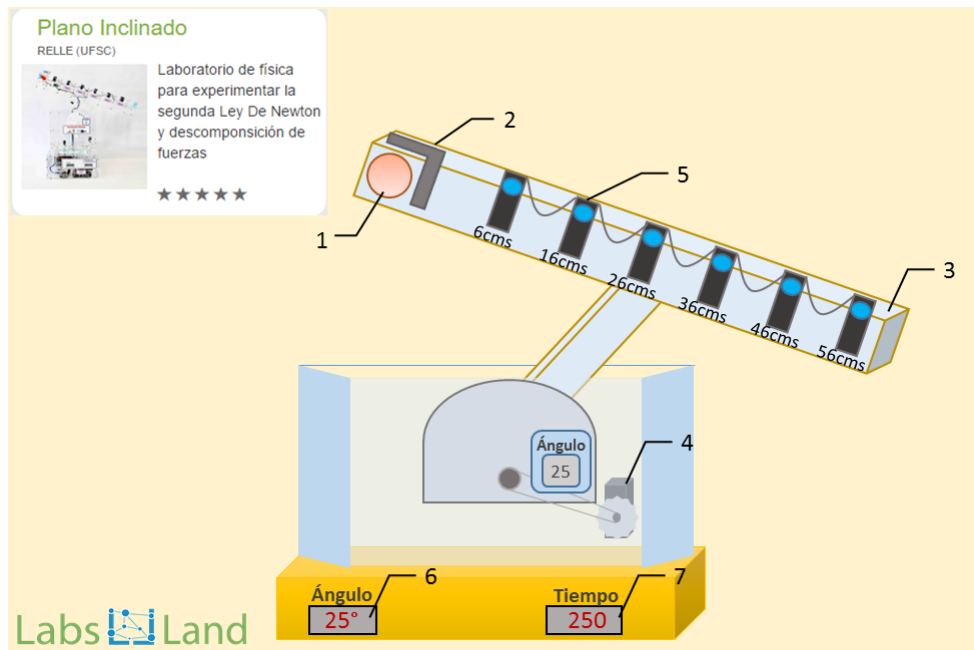 Plano Inclinado
RELLE (UFSC)
Laboratorio de física
para experimentar la
segunda Ley De Newton
y descomponsición de
fuerzas
★★★★★
2
5
1
6cms
16cms
26cms
36cms
46cms
56cms
3
Ángulo
25
4
6
7
Ángulo
25°
Tiempo
250
Labs Land